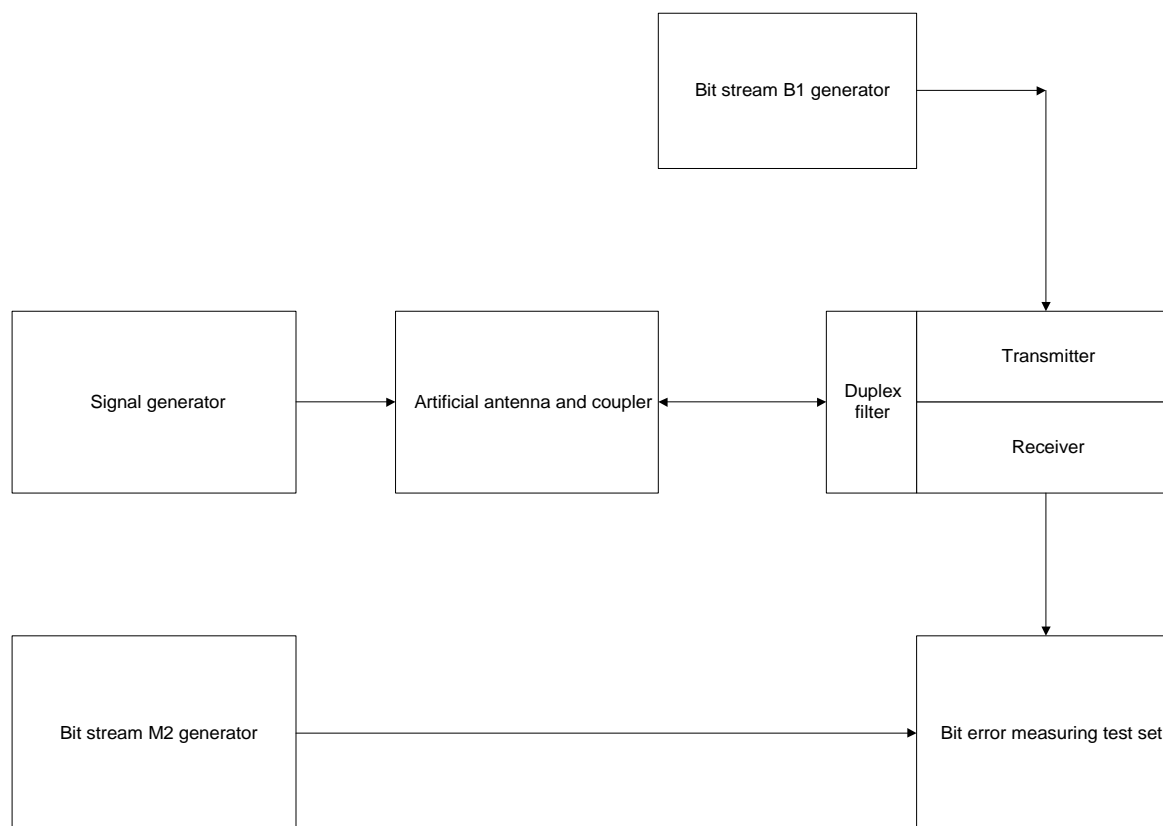 Bit stream B1 generator
Transmitter
Signal generator
Artificial antenna and coupler
Duplex
filter
Receiver
Bit stream M2 generator
Bit error measuring test set